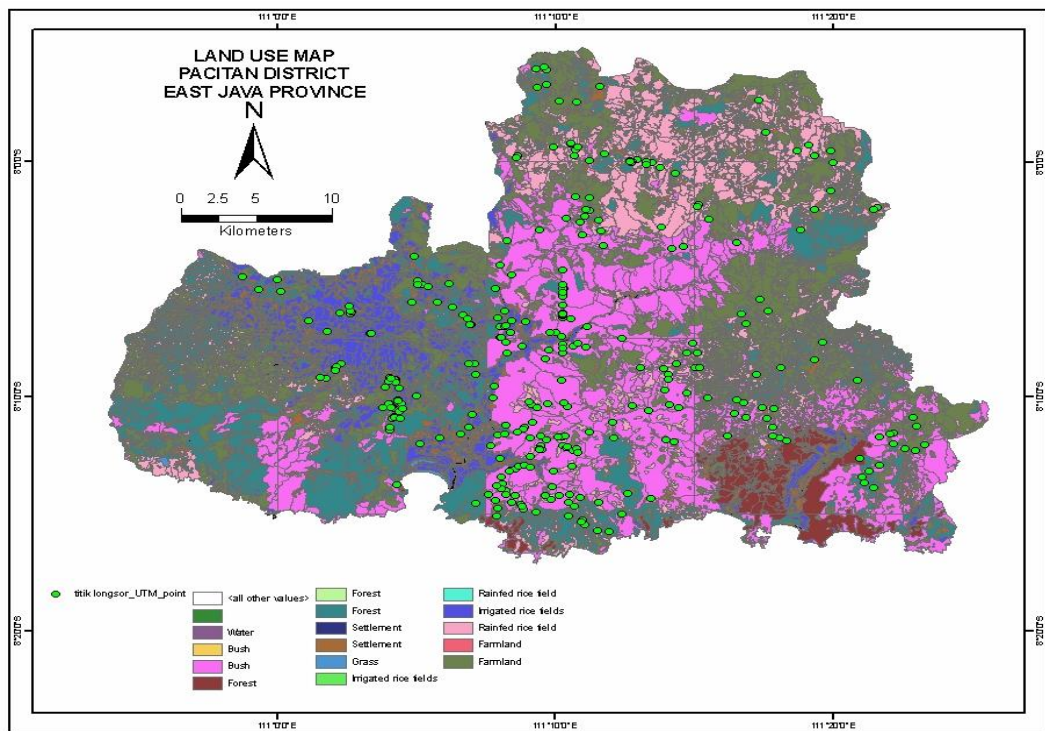 111°0'0"E 111°10'0"E 111°20'0"E
LAND USE MAP
PACITAN DISTRICT
EAST JAVA PROVINCE
N
0 2.5 5 10
Kilometers
8°0'0"S 8°0'0"S
8°10'0"S 8°10'0"S
8°20'0"S 8°20'0"S
titik longsor_UTM_point
<all other values>
Water
Bush
Bush
Forest
Forest
Forest
Settlement
Settlement
Grass
Irrigated rice fields
Rainfed rice field
Irrigated rice fields
Rainfed rice field
Farmland
Farmland
111°0'0"E 111°10'0"E 111°20'0"E